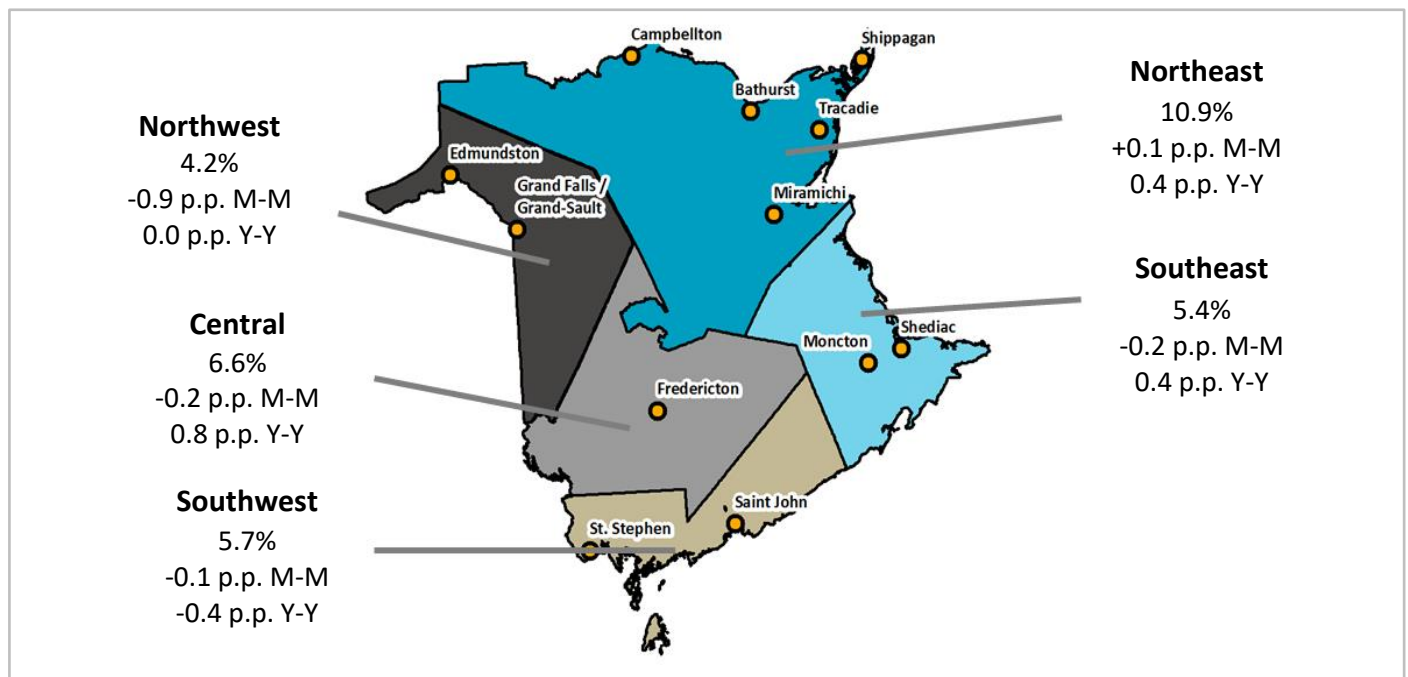 Campbellton
Shippagan
Bathurst
Tracadie
Edmundston
Grand Falls /
Grand-Sault
Miramichi
Moncton
Shediac
Fredericton
Saint John
St. Stephen
Northwest
4.2%
-0.9 p.p. M-M
0.0 p.p. Y-Y
Central
6.6%
-0.2 p.p. M-M
0.8 p.p. Y-Y
Southwest
5.7%
-0.1 p.p. M-M
-0.4 p.p. Y-Y
Northeast
10.9%
+0.1 p.p. M-M
0.4 p.p. Y-Y
Southeast
5.4%
-0.2 p.p. M-M
0.4 p.p. Y-Y